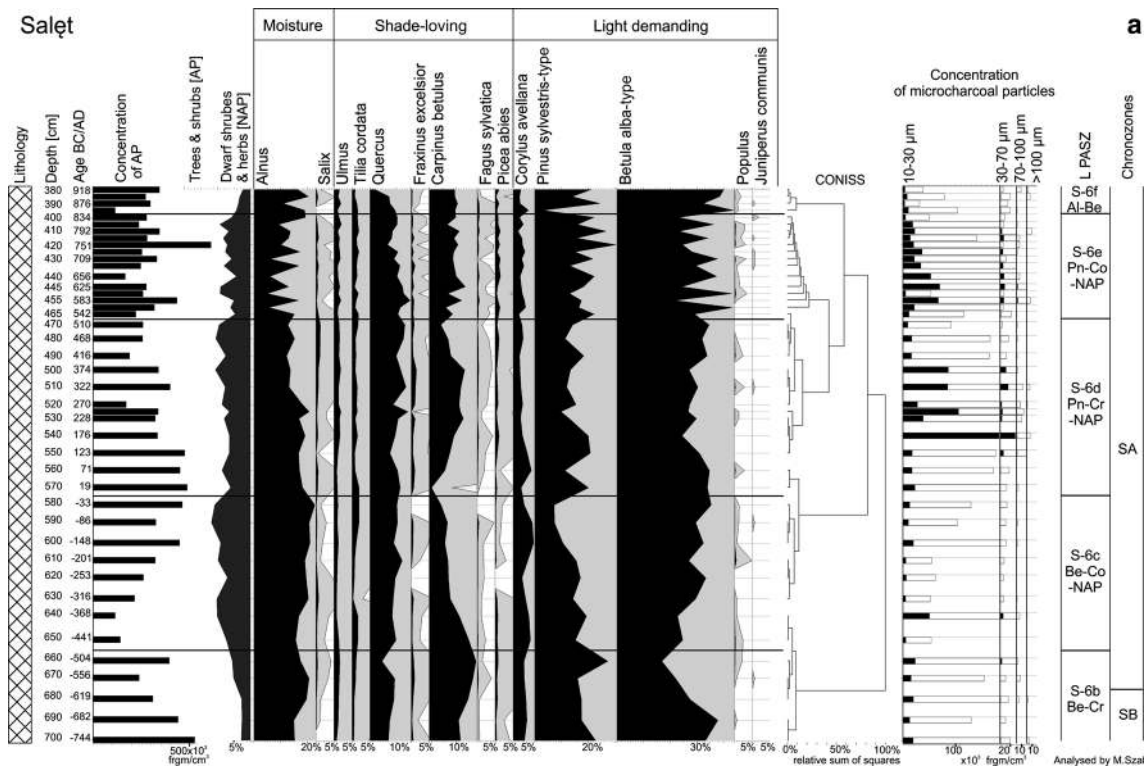 Salęt
a
Moisture
Shade-loving
Light demanding
Lithology
Depth [cm]
Age BC/AD
Concentration
of AP
Trees & shrubs [AP]
Dwarf shrubes
& herbs [NAP]
Alnus
Salix
Ulmus
Tilia cordata
Quercus
Fraxinus excelsior
Carpinus betulus
Fagus sylvatica
Picea abies
Corylus avellana
Pinus sylvestris-type
Betula alba-type
Populus
Juniperus communis
CONISS
Concentration
of microcharcoal particles
10-30 µm
30-70 µm
70-100 µm
>100 µm
L PASZ
Chronozones
380 918
390 876
400 834
410 792
420 751
430 709
440 656
445 625
455 583
465 542
470 510
480 468
490 416
500 374
510 322
520 270
530 228
540 176
550 123
560 71
570 19
580 -33
590 -86
600 -148
610 -201
620 -253
630 -316
640 -368
650 -441
660 -504
670 -556
680 -619
690 -682
700 -744
S-6f
Al-Be
S-6e
Pn-Co
-NAP
S-6d
Pn-Cr
-NAP
S-6c
Be-Co
-NAP
S-6b
Be-Cr
SA
SB
500x10³
frgm/cm³
5% 20% 5% 5% 5% 10% 5% 10% 5% 5% 5% 20% 30% 5% 5%
0% 50% 100%
relative sum of squares
0 100 20 10 10
x10³ frgm/cm³
Analysed by M.Szal